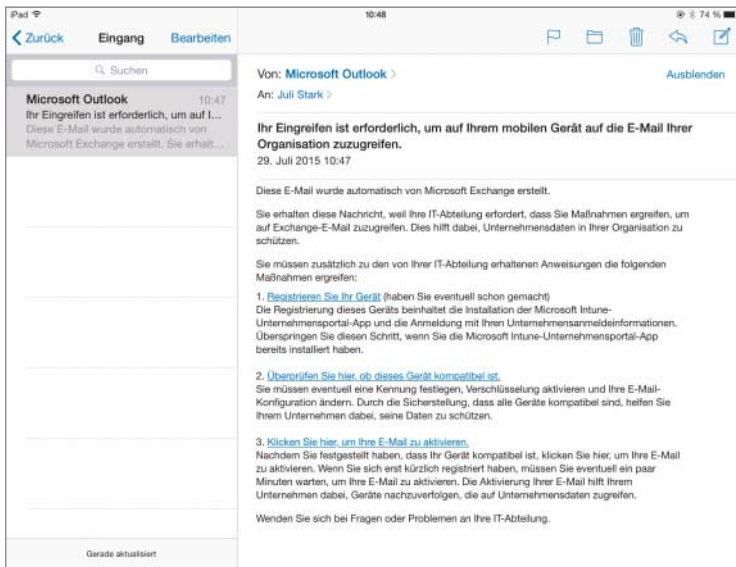 iPad 10:48 74 %
Zurück Eingang Bearbeiten
Suchen
Microsoft Outlook 10:47
Ihr Eingreifen ist erforderlich, um auf I...
Diese E-Mail wurde automatisch von
Microsoft Exchange erstellt. Sie erhalt...
Gerade aktualisiert
Von: Microsoft Outlook Ausblenden
An: Juli Stark
Ihr Eingreifen ist erforderlich, um auf Ihrem mobilen Gerät auf die E-Mail Ihrer
Organisation zuzugreifen.
29. Juli 2015 10:47
Diese E-Mail wurde automatisch von Microsoft Exchange erstellt.
Sie erhalten diese Nachricht, weil Ihre IT-Abteilung erfordert, dass Sie Maßnahmen ergreifen, um
auf Exchange-E-Mail zuzugreifen. Dies hilft dabei, Unternehmensdaten in Ihrer Organisation zu
schützen.
Sie müssen zusätzlich zu den von Ihrer IT-Abteilung erhaltenen Anweisungen die folgenden
Maßnahmen ergreifen:
1. Registrieren Sie Ihr Gerät (haben Sie eventuell schon gemacht)
Die Registrierung dieses Geräts beinhaltet die Installation der Microsoft Intune-
Unternehmensportal-App und die Anmeldung mit Ihren Unternehmensanmeldeinformationen.
Überspringen Sie diesen Schritt, wenn Sie die Microsoft Intune-Unternehmensportal-App
bereits installiert haben.
2. Überprüfen Sie hier, ob dieses Gerät kompatibel ist.
Sie müssen eventuell eine Kennung festlegen, Verschlüsselung aktivieren und Ihre E-Mail-
Konfiguration ändern. Durch die Sicherstellung, dass alle Geräte kompatibel sind, helfen Sie
Ihrem Unternehmen dabei, seine Daten zu schützen.
3. Klicken Sie hier, um Ihre E-Mail zu aktivieren.
Nachdem Sie festgestellt haben, dass Ihr Gerät kompatibel ist, klicken Sie hier, um Ihre E-Mail
zu aktivieren. Wenn Sie sich erst kürzlich registriert haben, müssen Sie eventuell ein paar
Minuten warten, um Ihre E-Mail zu aktivieren. Die Aktivierung Ihrer E-Mail hilft Ihrem
Unternehmen dabei, Geräte nachzuverfolgen, die auf Unternehmensdaten zugreifen.
Wenden Sie sich bei Fragen oder Problemen an Ihre IT-Abteilung.